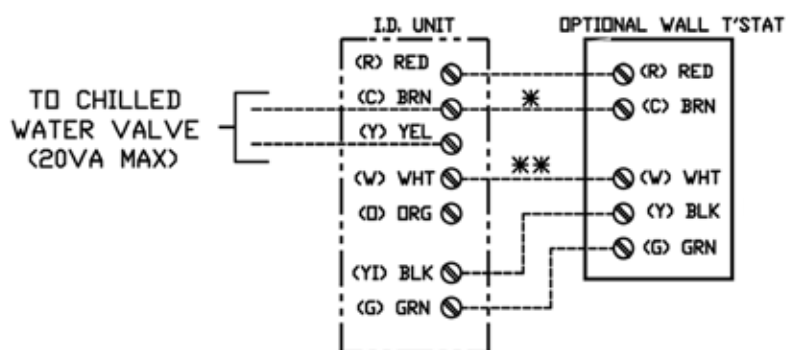 I.D. UNIT
OPTIONAL WALL T'STAT
TO CHILLED
WATER VALVE
(20VA MAX)
(R) RED
(C) BRN
(Y) YEL
(W) WHT
(O) ORG
(YI) BLK
(G) GRN
*
**
(R) RED
(C) BRN
(W) WHT
(Y) BLK
(G) GRN